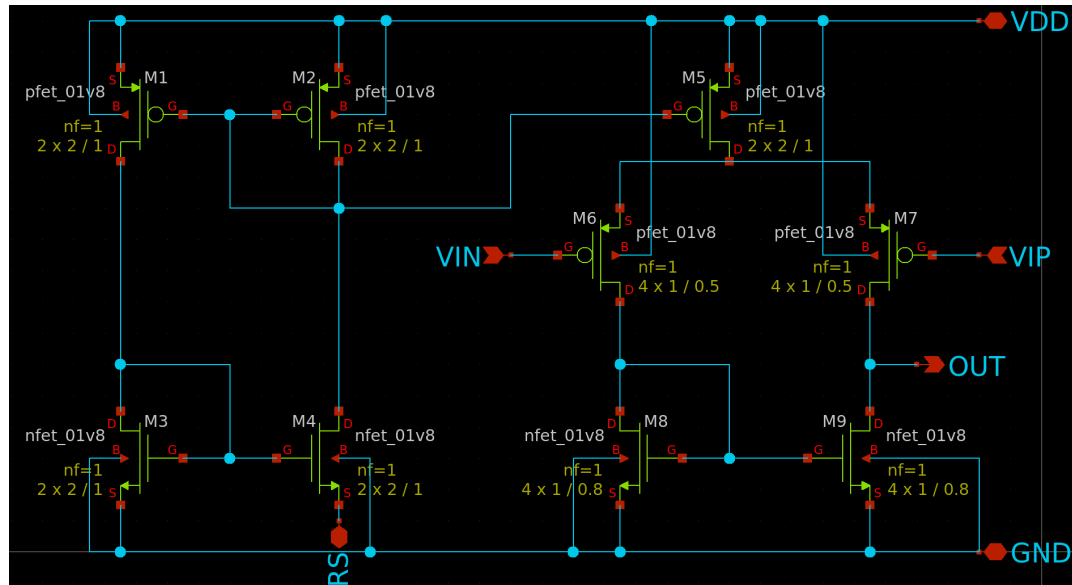 VDD
S
M1
pfet_01v8
B
G
nf=1
2 x 2 / 1
D
S
M2
pfet_01v8
G
B
nf=1
2 x 2 / 1
D
S
M5
pfet_01v8
G
B
nf=1
2 x 2 / 1
D
M6
S
pfet_01v8
VIN
G
B
nf=1
4 x 1 / 0.5
D
M7
S
pfet_01v8
B
G
VIP
nf=1
4 x 1 / 0.5
D
OUT
D
M3
nfet_01v8
B
G
nf=1
2 x 2 / 1
S
M4
D
nfet_01v8
G
B
nf=1
2 x 2 / 1
S
RS
D
M8
nfet_01v8
B
G
nf=1
4 x 1 / 0.8
S
M9
D
nfet_01v8
G
B
nf=1
4 x 1 / 0.8
S
GND